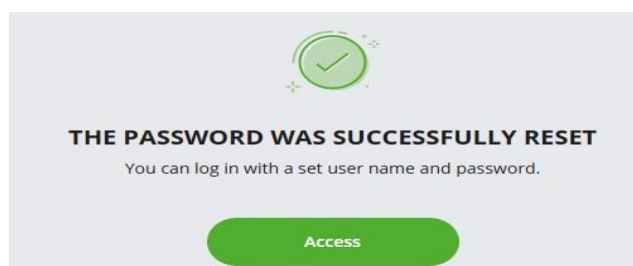 THE PASSWORD WAS SUCCESSFULLY RESET
You can log in with a set user name and password.
Access